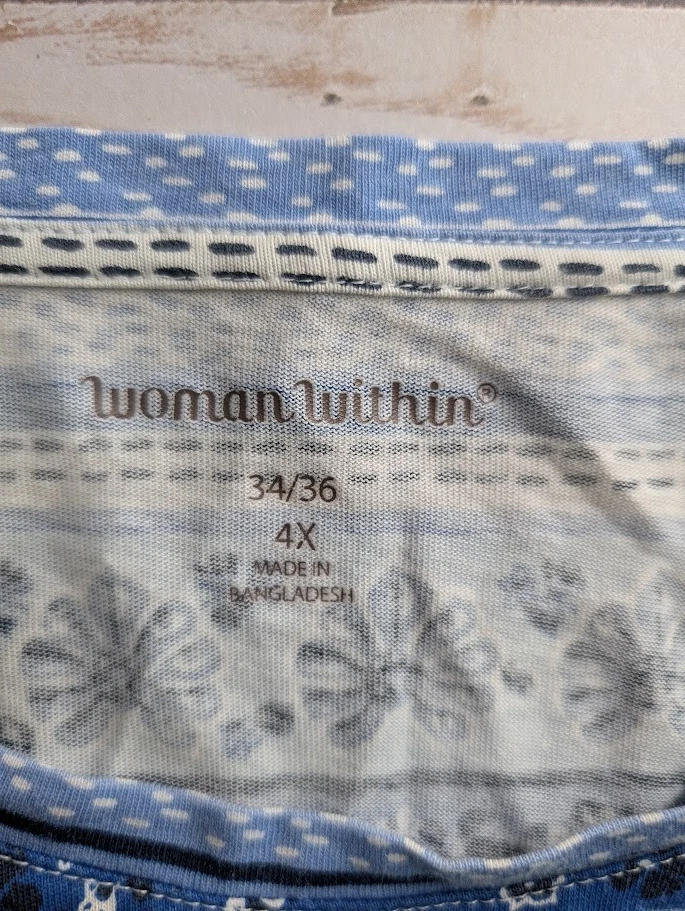 woman within®
34/36
4X
MADE IN
BANGLADESH